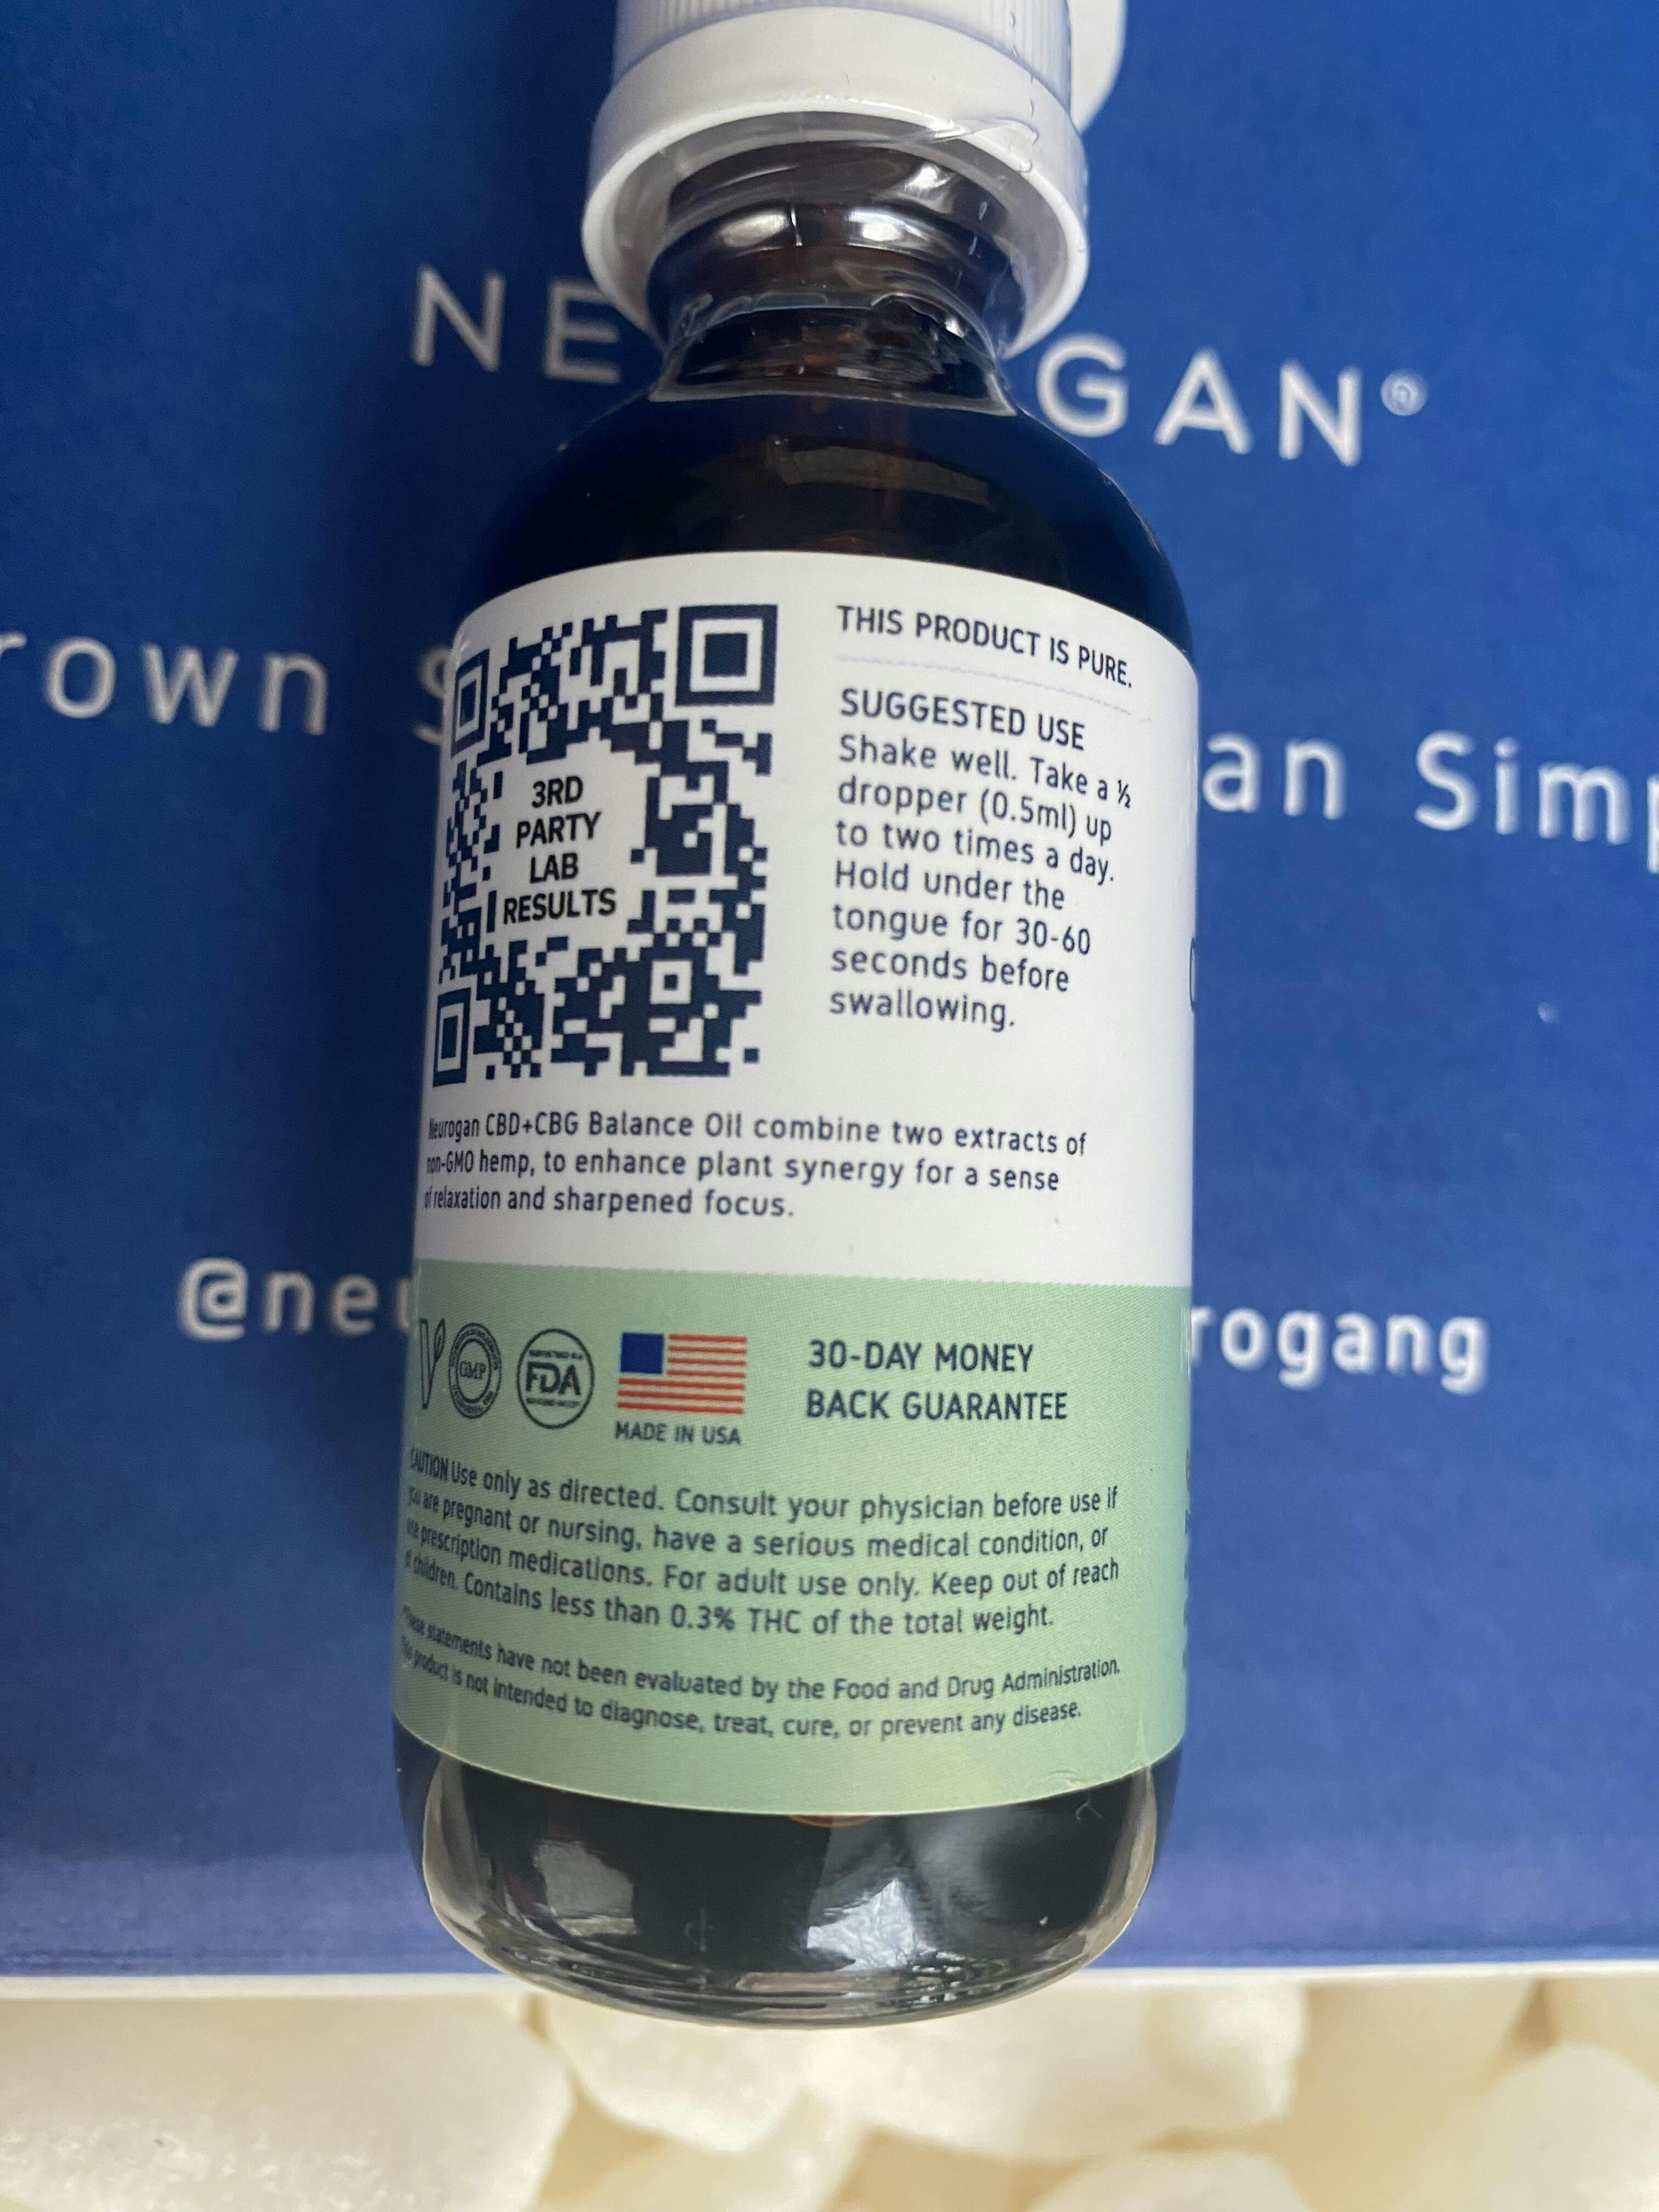 NE GAN®
rown an Simp
@neu rogang
3RD
PARTY
LAB
RESULTS
THIS PRODUCT IS PURE.
SUGGESTED USE
Shake well. Take a ½
dropper (0.5ml) up
to two times a day.
Hold under the
tongue for 30-60
seconds before
swallowing.
Neurogan CBD+CBG Balance Oil combine two extracts of
non-GMO hemp, to enhance plant synergy for a sense
of relaxation and sharpened focus.
V GMP FDA
MADE IN USA
30-DAY MONEY
BACK GUARANTEE
CAUTION Use only as directed. Consult your physician before use if
you are pregnant or nursing, have a serious medical condition, or
use prescription medications. For adult use only. Keep out of reach
of children. Contains less than 0.3% THC of the total weight.
*These statements have not been evaluated by the Food and Drug Administration.
This product is not intended to diagnose, treat, cure, or prevent any disease.